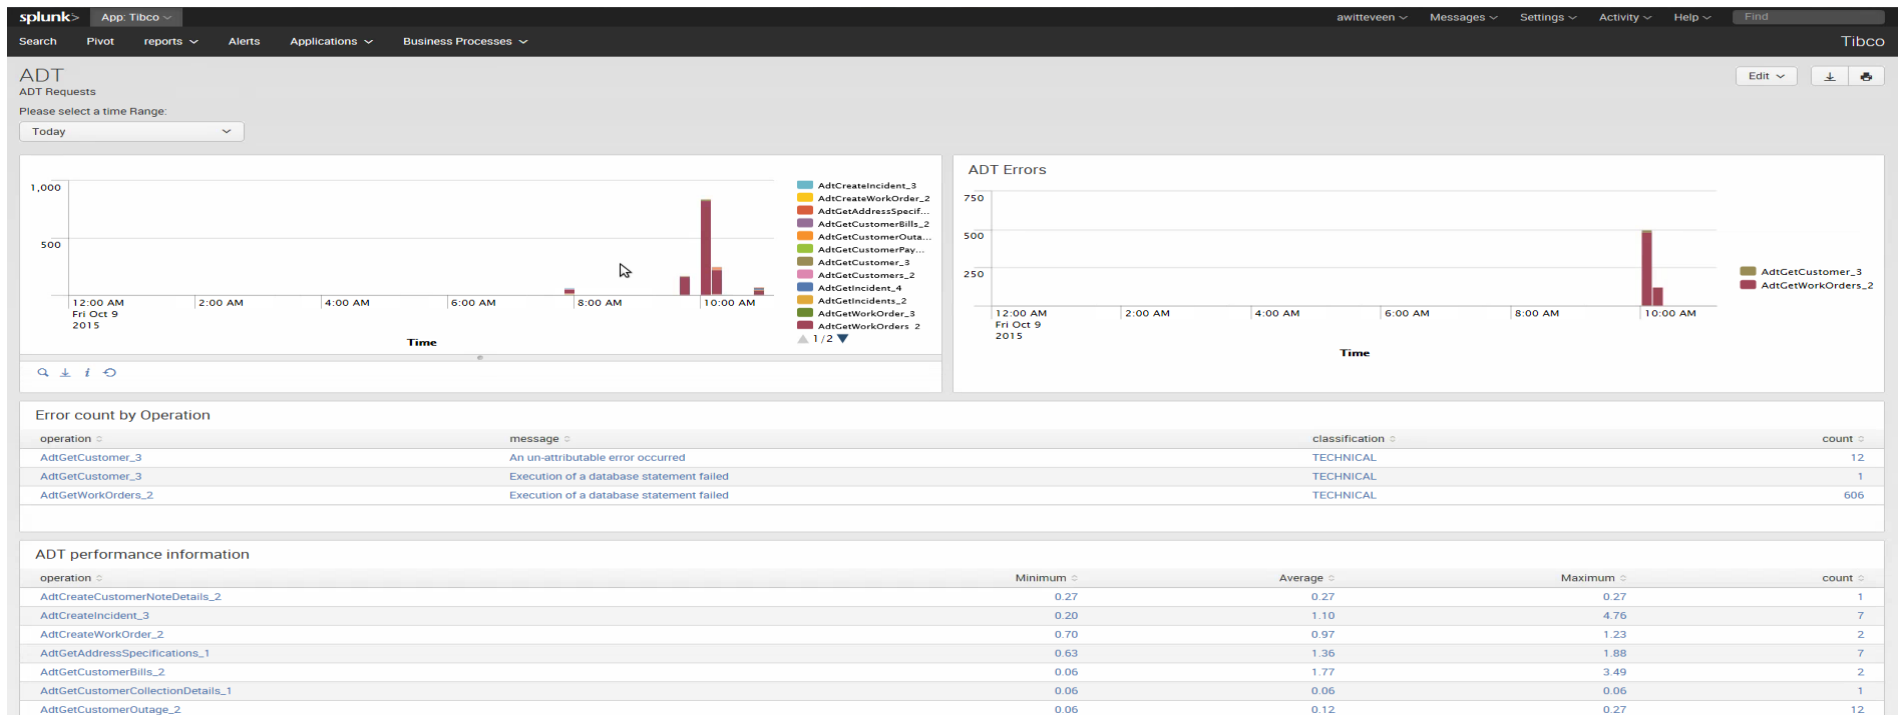 splunk> App: Tibco awitteveen Messages Settings Activity Help Find
Search Pivot reports Alerts Applications Business Processes Tibco
ADT
ADT Requests
Edit
Please select a time Range:
Today
1,000
500
12:00 AM 2:00 AM 4:00 AM 6:00 AM 8:00 AM 10:00 AM
Fri Oct 9
2015
Time
AdtCreateIncident_3
AdtCreateWorkOrder_2
AdtGetAddressSpecif...
AdtGetCustomerBills_2
AdtGetCustomerOuta...
AdtGetCustomerPay...
AdtGetCustomer_3
AdtGetCustomers_2
AdtGetIncident_4
AdtGetIncidents_2
AdtGetWorkOrder_3
AdtGetWorkOrders_2
1/2
ADT Errors
750
500
250
12:00 AM 2:00 AM 4:00 AM 6:00 AM 8:00 AM 10:00 AM
Fri Oct 9
2015
Time
AdtGetCustomer_3
AdtGetWorkOrders_2
Error count by Operation
operation message classification count
AdtGetCustomer_3 An un-attributable error occurred TECHNICAL 12
AdtGetCustomer_3 Execution of a database statement failed TECHNICAL 1
AdtGetWorkOrders_2 Execution of a database statement failed TECHNICAL 606
ADT performance information
operation Minimum Average Maximum count
AdtCreateCustomerNoteDetails_2 0.27 0.27 0.27 1
AdtCreateIncident_3 0.20 1.10 4.76 7
AdtCreateWorkOrder_2 0.70 0.97 1.23 2
AdtGetAddressSpecifications_1 0.63 1.36 1.88 7
AdtGetCustomerBills_2 0.06 1.77 3.49 2
AdtGetCustomerCollectionDetails_1 0.06 0.06 0.06 1
AdtGetCustomerOutage_2 0.06 0.12 0.27 12